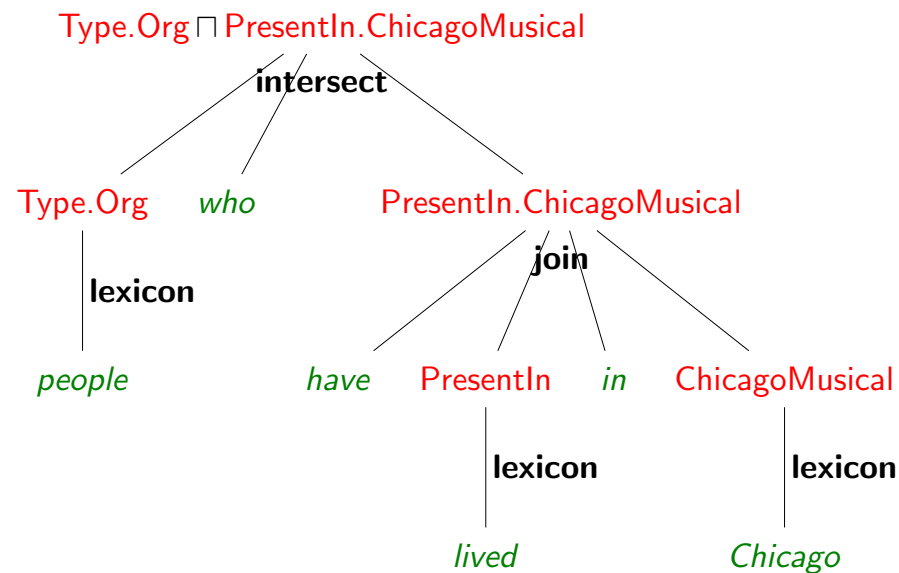 Type.Org ⊓ PresentIn.ChicagoMusical
intersect
Type.Org who PresentIn.ChicagoMusical
join
lexicon
people have PresentIn in ChicagoMusical
lexicon lexicon
lived Chicago